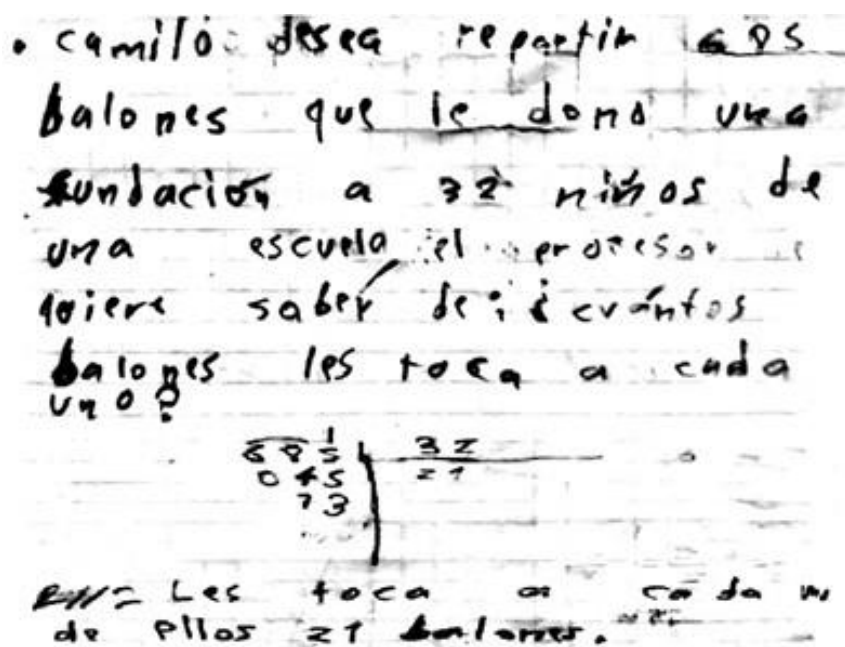 • camilo desea repartir 685
balones que le dono una
fundación a 32 niños de
una escuela el profesor
quiere saber de: ¿cuántos
balones les toca a cada
uno?
685 32
045 21
13
R//= Les toca a cada
de ellos 21 balones.